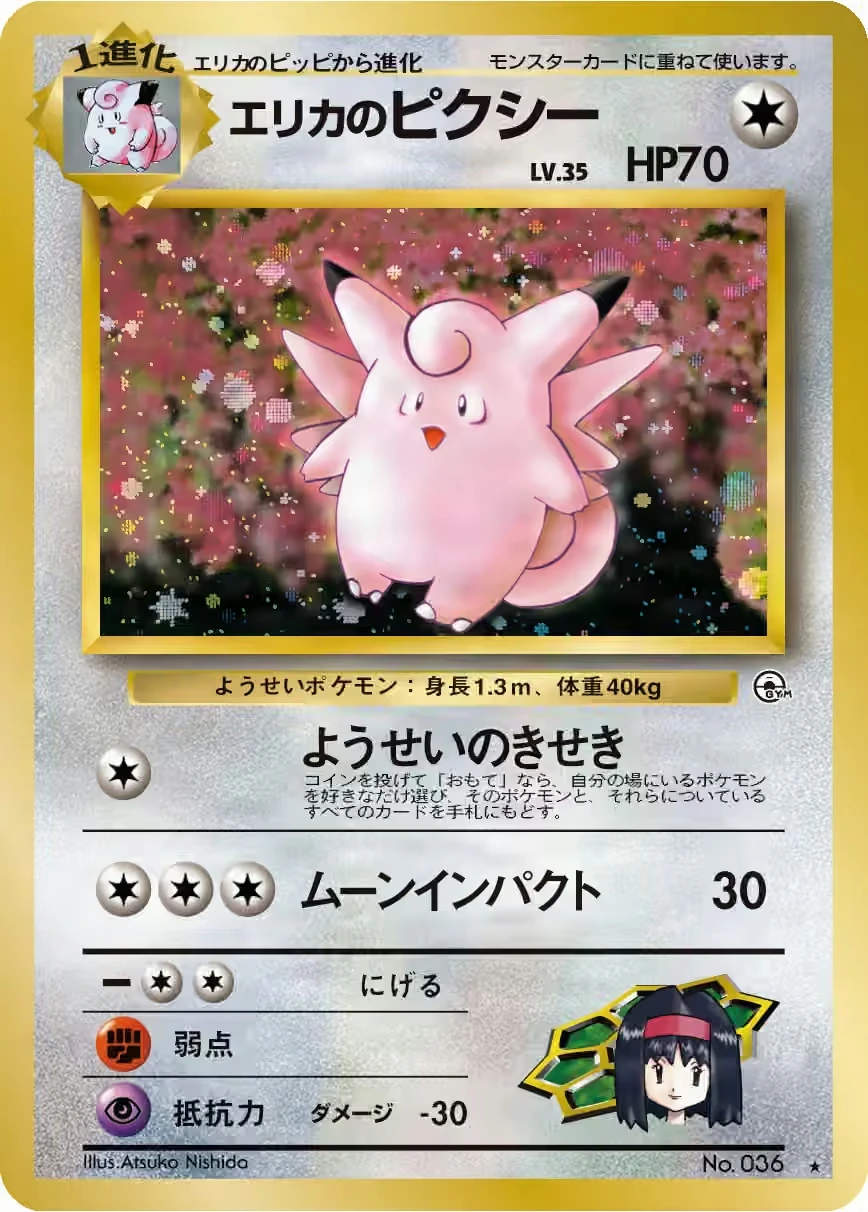 1進化
エリカのピッピから進化
モンスターカードに重ねて使います。
エリカのピクシー
LV.35 HP70
ようせいポケモン：身長1.3m、体重40kg
GYM
ようせいのきせき
コインを投げて「おもて」なら、自分の場にいるポケモン
を好きなだけ選び、そのポケモンと、それらについている
すべてのカードを手札にもどす。
ムーンインパクト 30
にげる
弱点
抵抗力 ダメージ -30
Illus.Atsuko Nishida
No. 036 ★